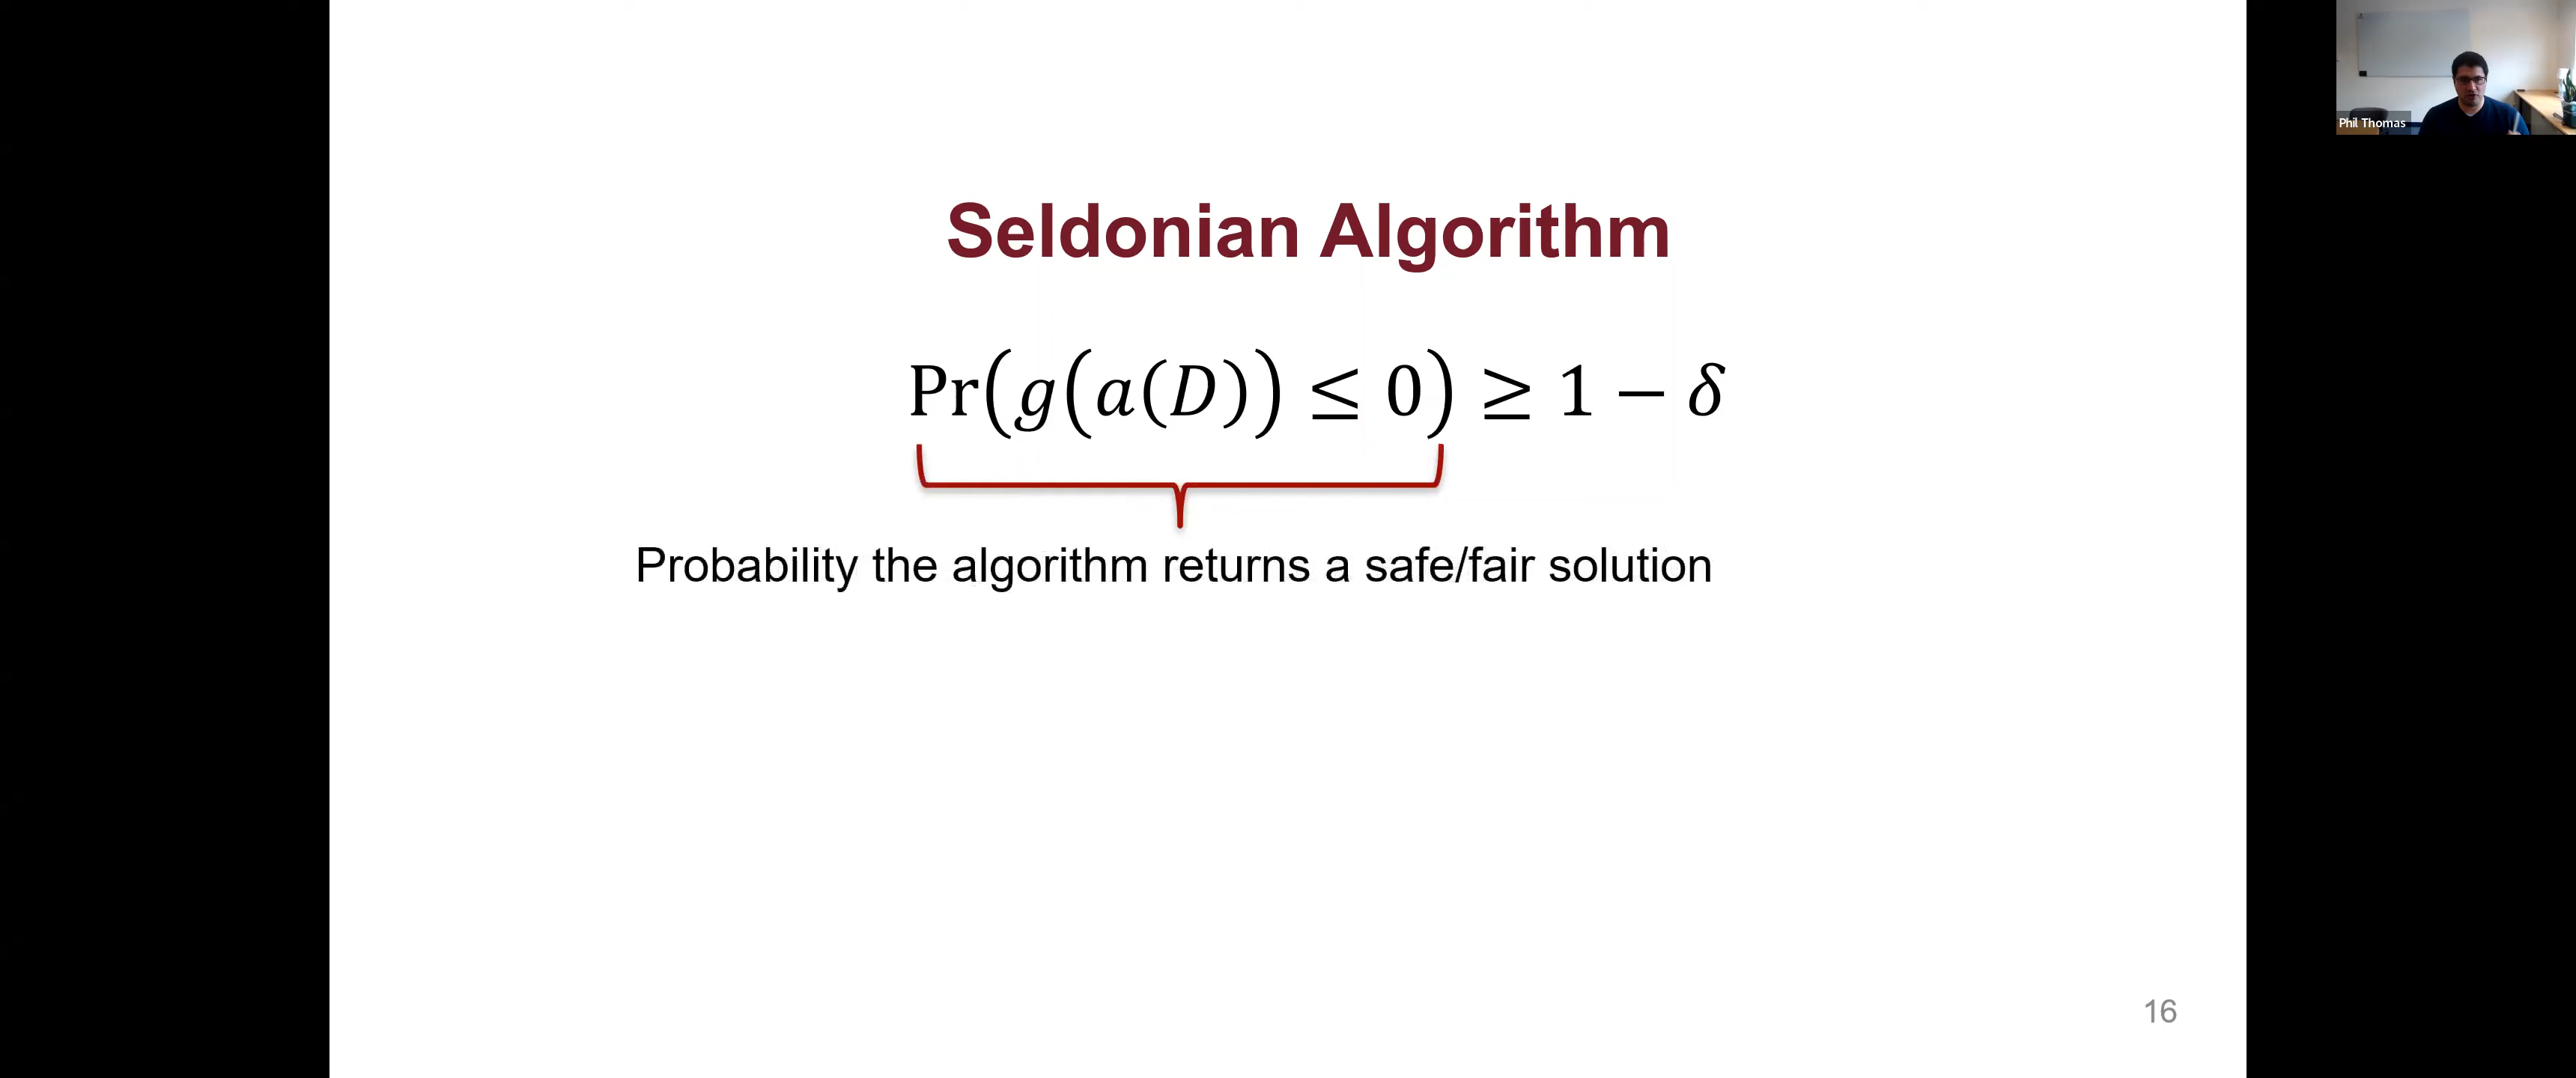 Seldonian Algorithm
Pr(g(a(D)) ≤ 0) ≥ 1 − δ
Probability the algorithm returns a safe/fair solution
16
Phil Thomas